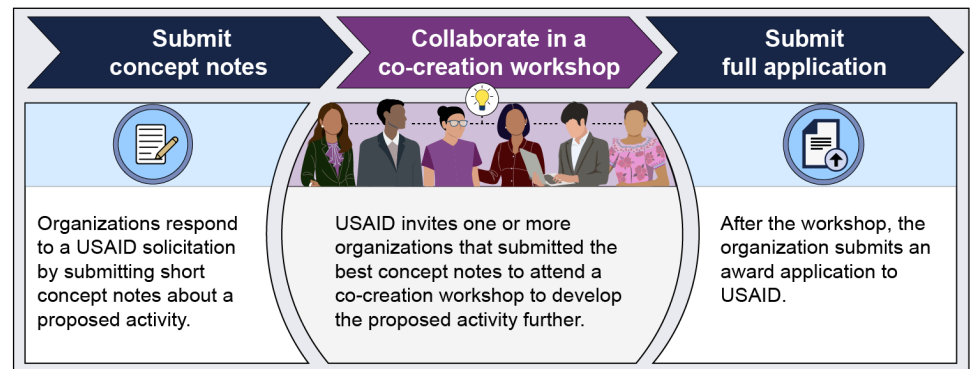 Submit
concept notes
Collaborate in a
co-creation workshop
Submit
full application
Organizations respond
to a USAID solicitation
by submitting short
concept notes about a
proposed activity.
USAID invites one or more
organizations that submitted the
best concept notes to attend a
co-creation workshop to develop
the proposed activity further.
After the workshop, the
organization submits an
award application to
USAID.